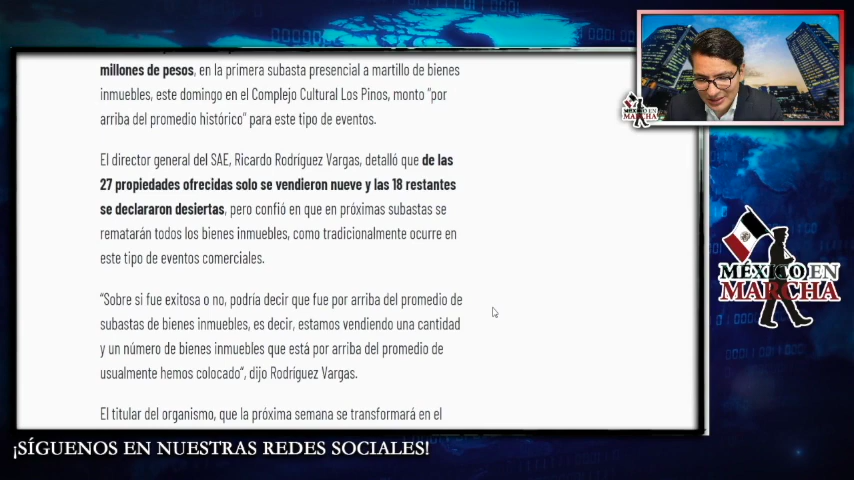 millones de pesos, en la primera subasta presencial a martillo de bienes
inmuebles, este domingo en el Complejo Cultural Los Pinos, monto "por
arriba del promedio histórico" para este tipo de eventos.
El director general del SAE, Ricardo Rodríguez Vargas, detalló que de las
27 propiedades ofrecidas solo se vendieron nueve y las 18 restantes
se declararon desiertas, pero confió en que en próximas subastas se
rematarán todos los bienes inmuebles, como tradicionalmente ocurre en
este tipo de eventos comerciales.
"Sobre si fue exitosa o no, podría decir que fue por arriba del promedio de
subastas de bienes inmuebles, es decir, estamos vendiendo una cantidad
y un número de bienes inmuebles que está por arriba del promedio de
usualmente hemos colocado", dijo Rodríguez Vargas.
El titular del organismo, que la próxima semana se transformará en el
MÉXICO EN
MARCHA
MÉXICO EN
MARCHA
¡SÍGUENOS EN NUESTRAS REDES SOCIALES!